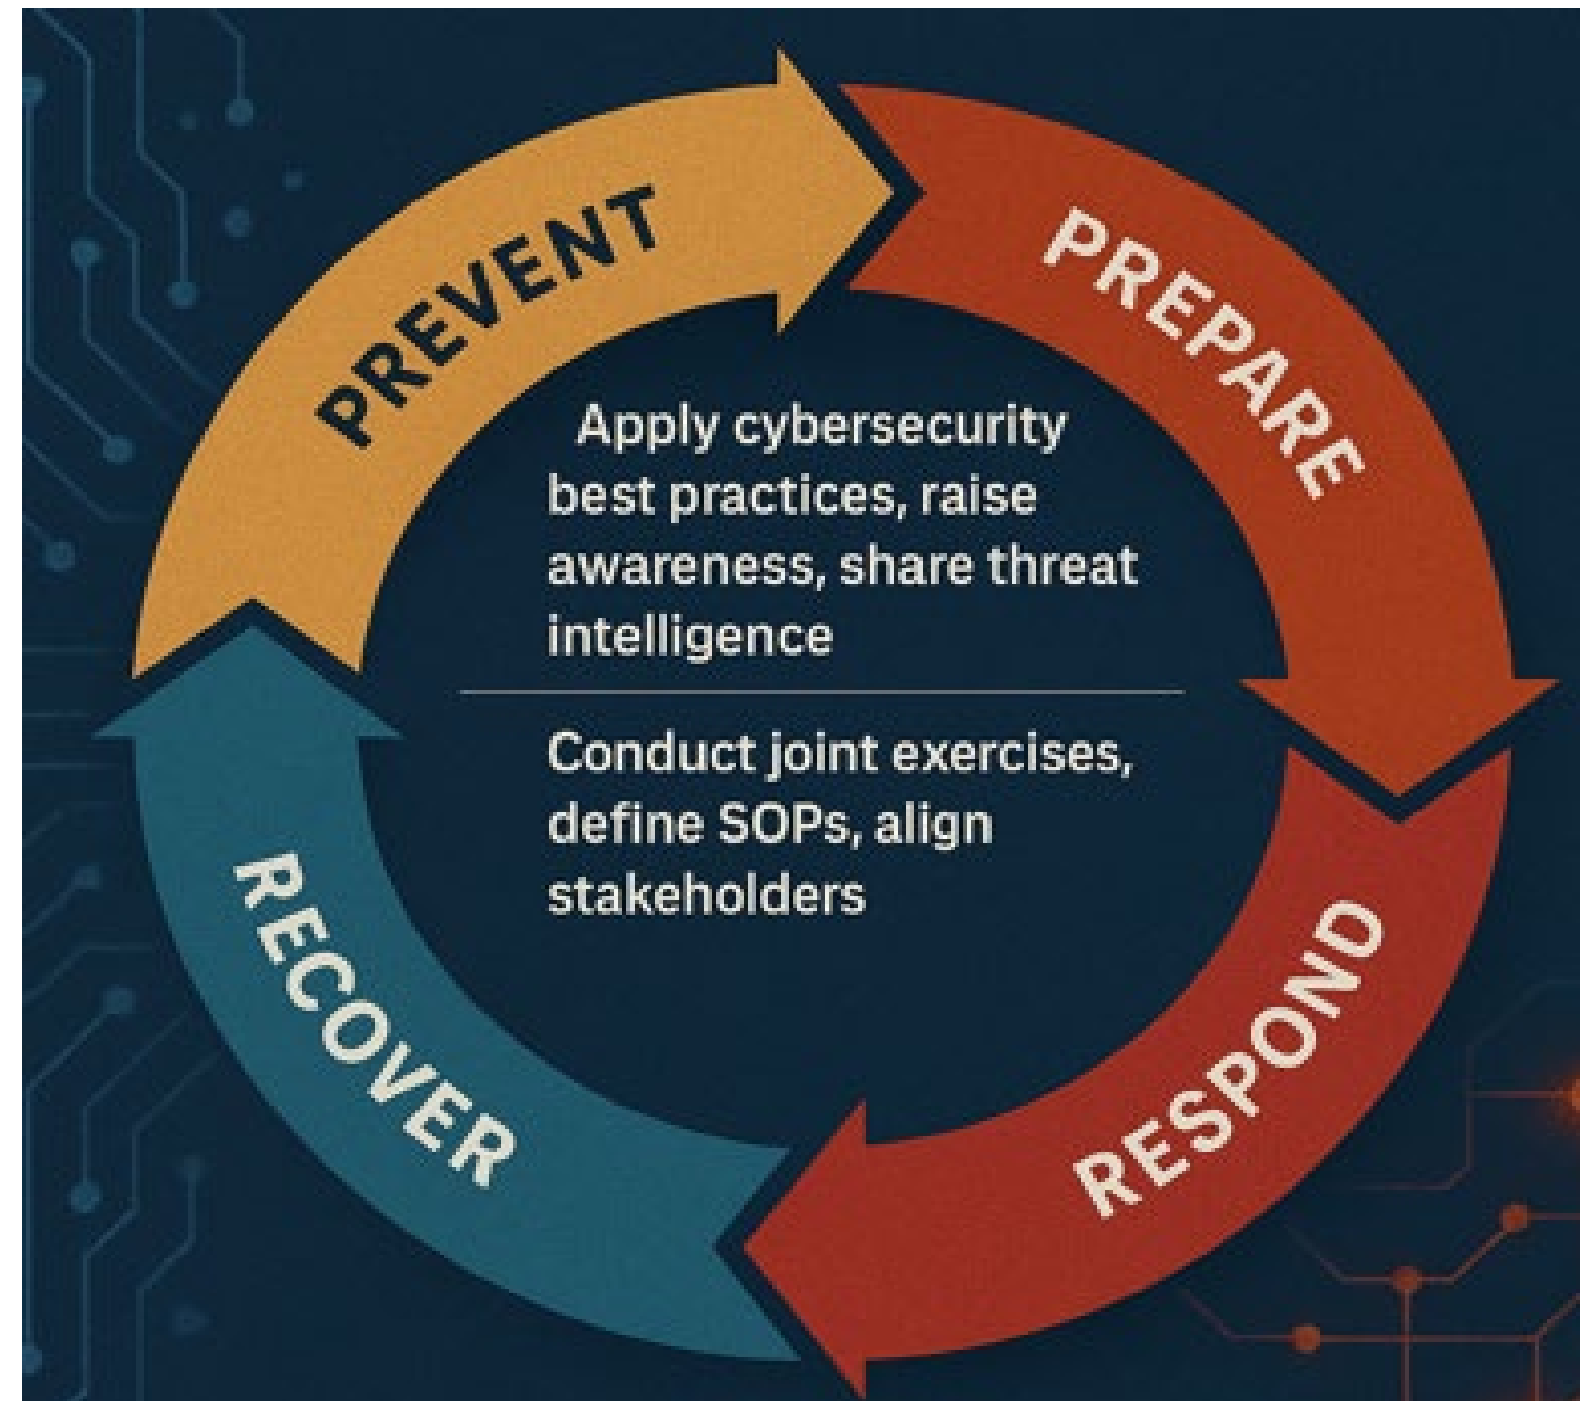 PREVENT
PREPARE
Apply cybersecurity
best practices, raise
awareness, share threat
intelligence
Conduct joint exercises,
define SOPs, align
stakeholders
RECOVER
RESPOND